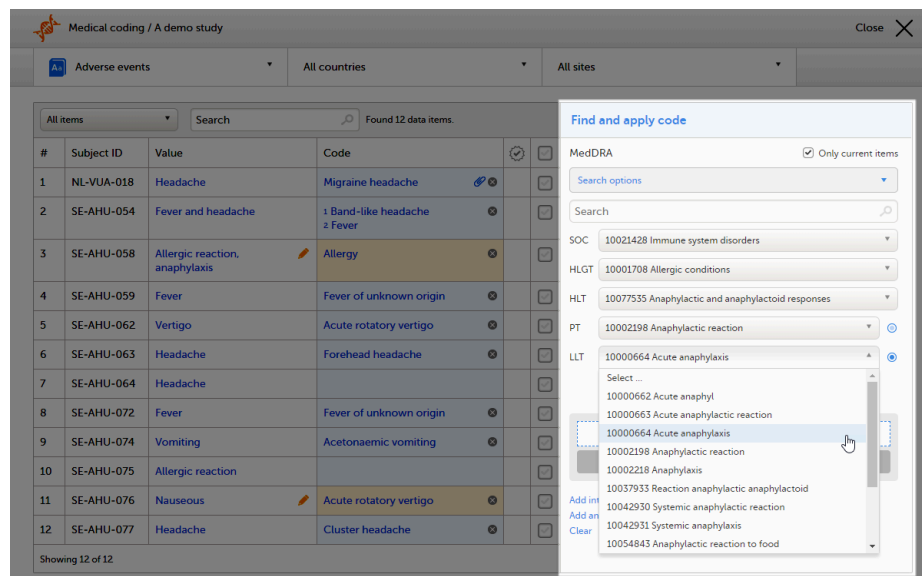 Medical coding / A demo study
Close
Aa Adverse events
All countries
All sites
All items
Search
Found 12 data items.
# Subject ID Value Code
1 NL-VUA-018 Headache Migraine headache
2 SE-AHU-054 Fever and headache 1 Band-like headache
2 Fever
3 SE-AHU-058 Allergic reaction, Allergy
anaphylaxis
4 SE-AHU-059 Fever Fever of unknown origin
5 SE-AHU-062 Vertigo Acute rotatory vertigo
6 SE-AHU-063 Headache Forehead headache
7 SE-AHU-064 Headache
8 SE-AHU-072 Fever Fever of unknown origin
9 SE-AHU-074 Vomiting Acetonaemic vomiting
10 SE-AHU-075 Allergic reaction
11 SE-AHU-076 Nauseous Acute rotatory vertigo
12 SE-AHU-077 Headache Cluster headache
Showing 12 of 12
Find and apply code
MedDRA Only current items
Search options
Search
SOC 10021428 Immune system disorders
HLGT 10001708 Allergic conditions
HLT 10077535 Anaphylactic and anaphylactoid responses
PT 10002198 Anaphylactic reaction
LLT 10000664 Acute anaphylaxis
Select ...
10000662 Acute anaphyl
10000663 Acute anaphylactic reaction
10000664 Acute anaphylaxis
10002198 Anaphylactic reaction
10002218 Anaphylaxis
10037933 Reaction anaphylactic anaphylactoid
10042930 Systemic anaphylactic reaction
10042931 Systemic anaphylaxis
10054843 Anaphylactic reaction to food
Add int
Add an
Clear